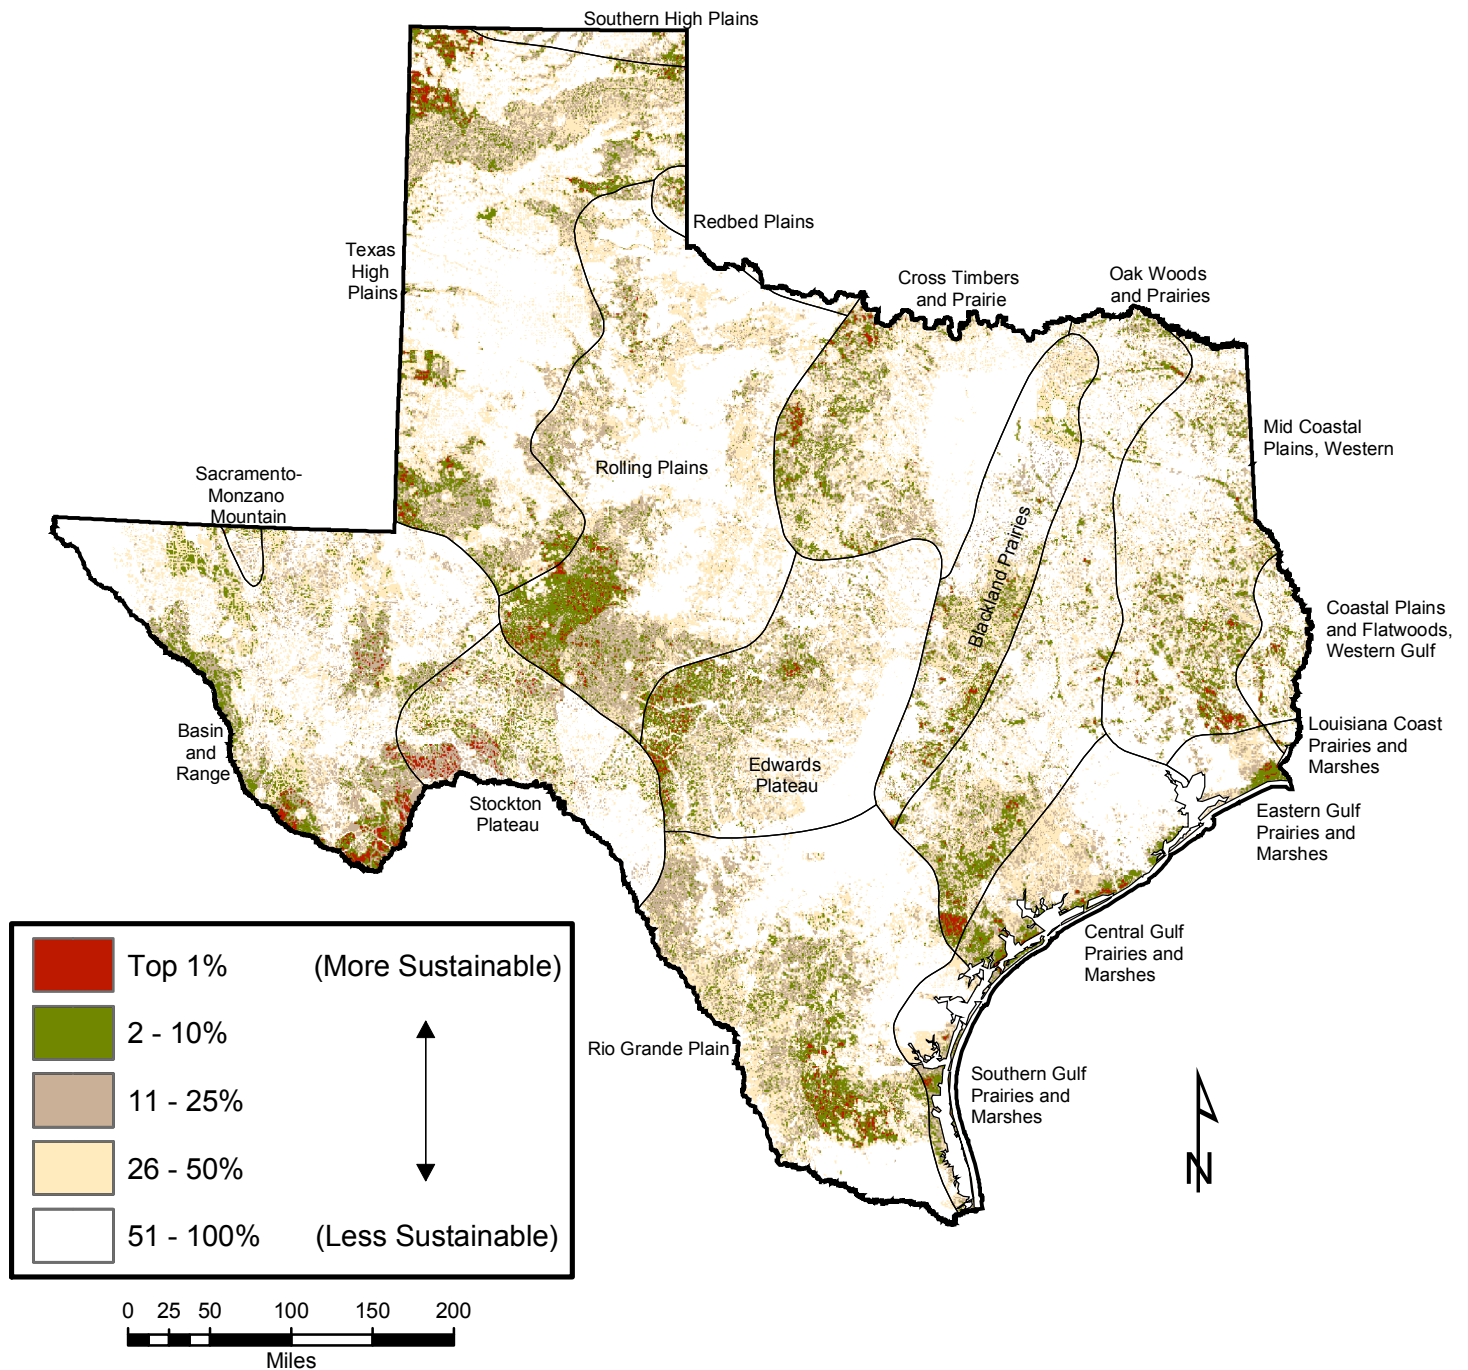 Southern High Plains
Redbed Plains
Texas
High
Plains
Cross Timbers
and Prairie
Oak Woods
and Prairies
Mid Coastal
Plains, Western
Rolling Plains
Sacramento-
Monzano
Mountain
Blackland Prairies
Coastal Plains
and Flatwoods,
Western Gulf
Basin
and
Range
Louisiana Coast
Prairies and
Marshes
Edwards
Plateau
Stockton
Plateau
Eastern Gulf
Prairies and
Marshes
Central Gulf
Prairies and
Marshes
Rio Grande Plain
Southern Gulf
Prairies and
Marshes
Top 1% (More Sustainable)
2 - 10%
11 - 25%
26 - 50%
51 - 100% (Less Sustainable)
N
0 25 50 100 150 200
Miles